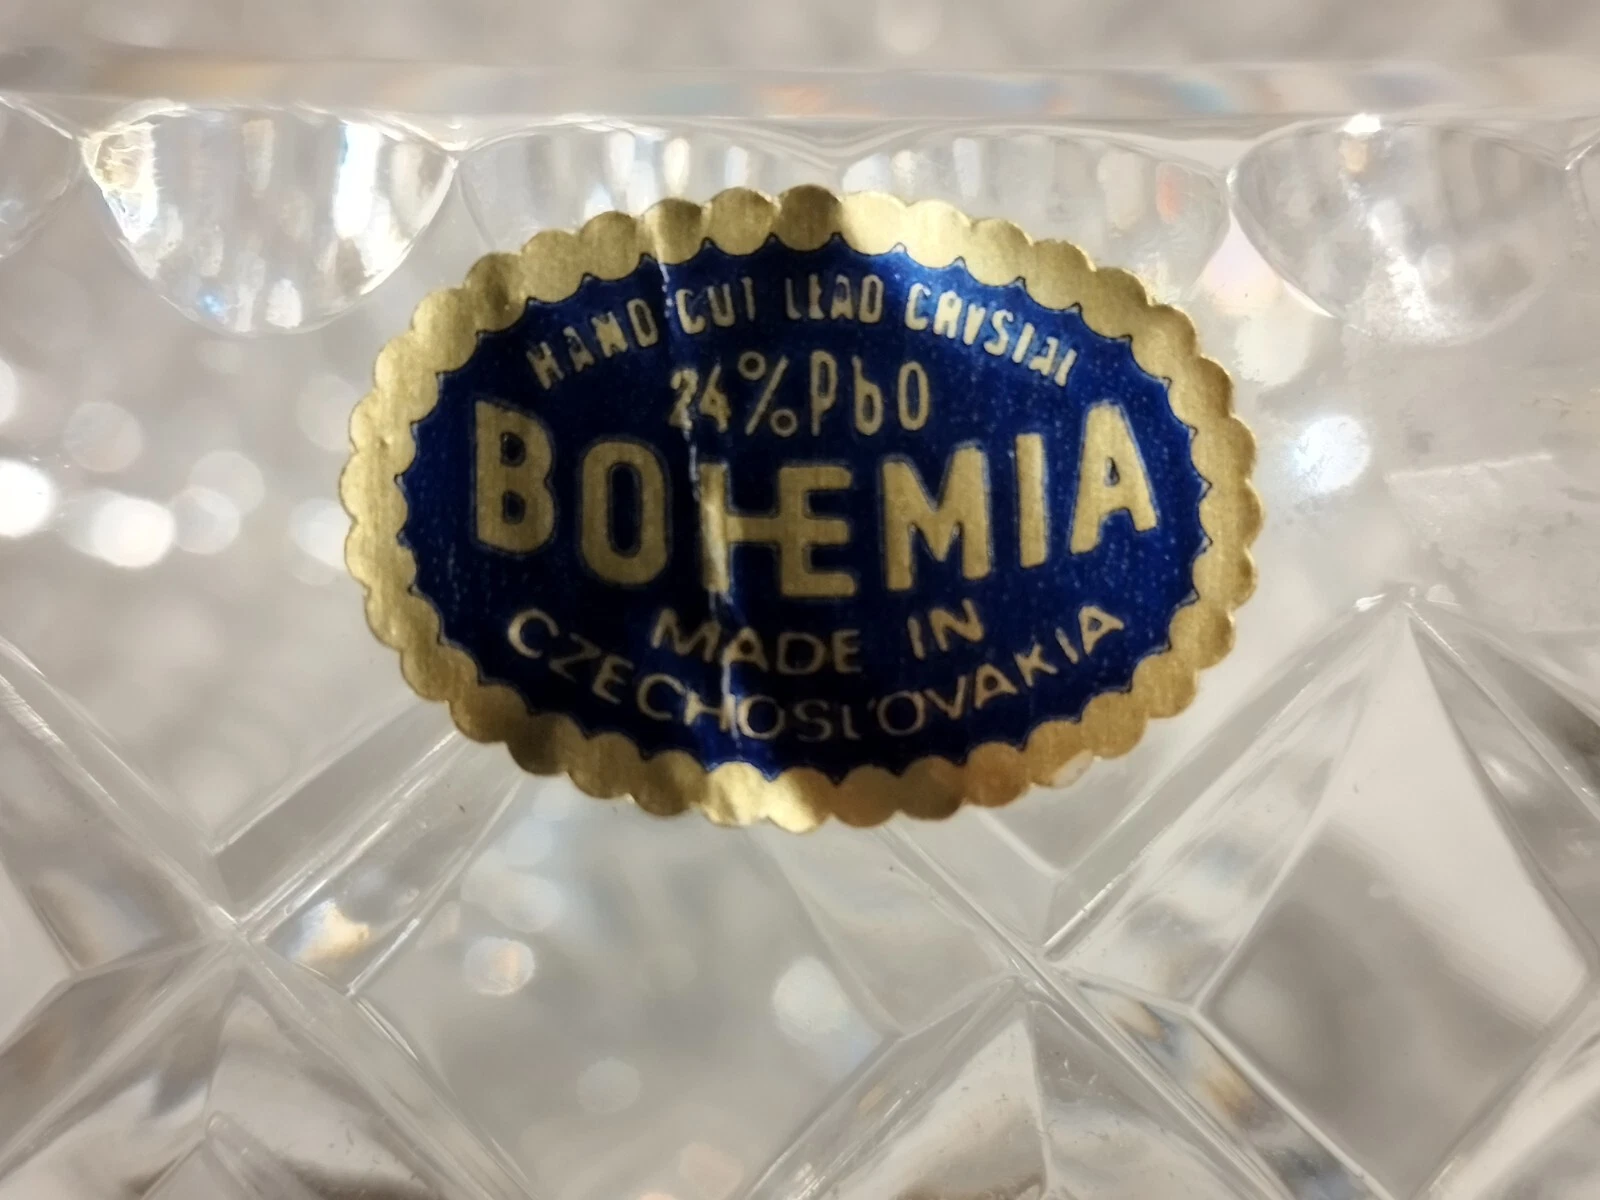 HAND CUT LEAD CRYSTAL
24% PbO
BOHEMIA
MADE IN
CZECHOSLOVAKIA